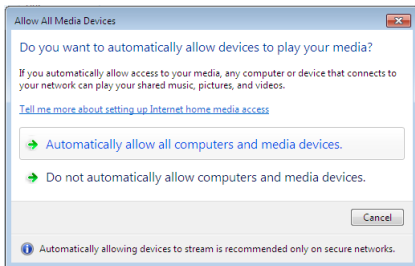 Allow All Media Devices
Do you want to automatically allow devices to play your media?
If you automatically allow access to your media, any computer or device that connects to
your network can play your shared music, pictures, and videos.
Tell me more about setting up Internet home media access
Automatically allow all computers and media devices.
Do not automatically allow computers and media devices.
Cancel
Automatically allowing devices to stream is recommended only on secure networks.